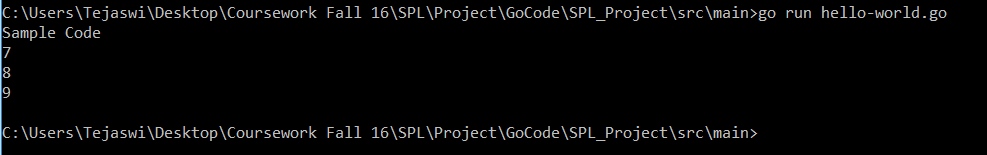 C:\Users\Tejaswi\Desktop\Coursework Fall 16\SPL\Project\GoCode\SPL_Project\src\main>go run hello-world.go
Sample Code
7
8
9
C:\Users\Tejaswi\Desktop\Coursework Fall 16\SPL\Project\GoCode\SPL_Project\src\main>